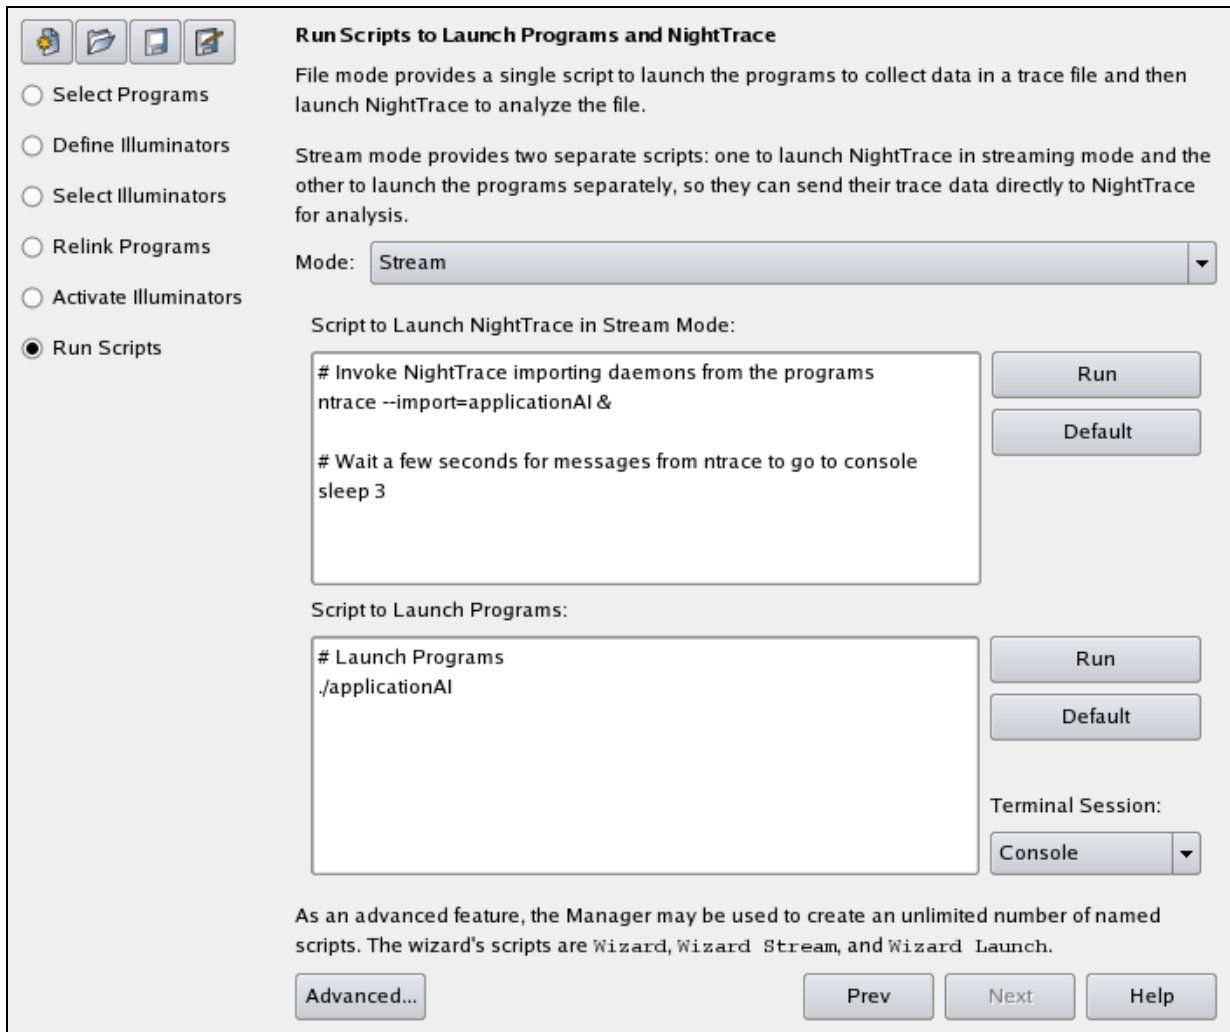 Select Programs
Define Illuminators
Select Illuminators
Relink Programs
Activate Illuminators
Run Scripts
Run Scripts to Launch Programs and NightTrace
File mode provides a single script to launch the programs to collect data in a trace file and then
launch NightTrace to analyze the file.
Stream mode provides two separate scripts: one to launch NightTrace in streaming mode and the
other to launch the programs separately, so they can send their trace data directly to NightTrace
for analysis.
Mode: Stream
Script to Launch NightTrace in Stream Mode:
# Invoke NightTrace importing daemons from the programs
ntrace --import=applicationAI &
# Wait a few seconds for messages from ntrace to go to console
sleep 3
Run
Default
Script to Launch Programs:
# Launch Programs
./applicationAI
Run
Default
Terminal Session:
Console
As an advanced feature, the Manager may be used to create an unlimited number of named
scripts. The wizard's scripts are Wizard, Wizard Stream, and Wizard Launch.
Advanced... Prev Next Help